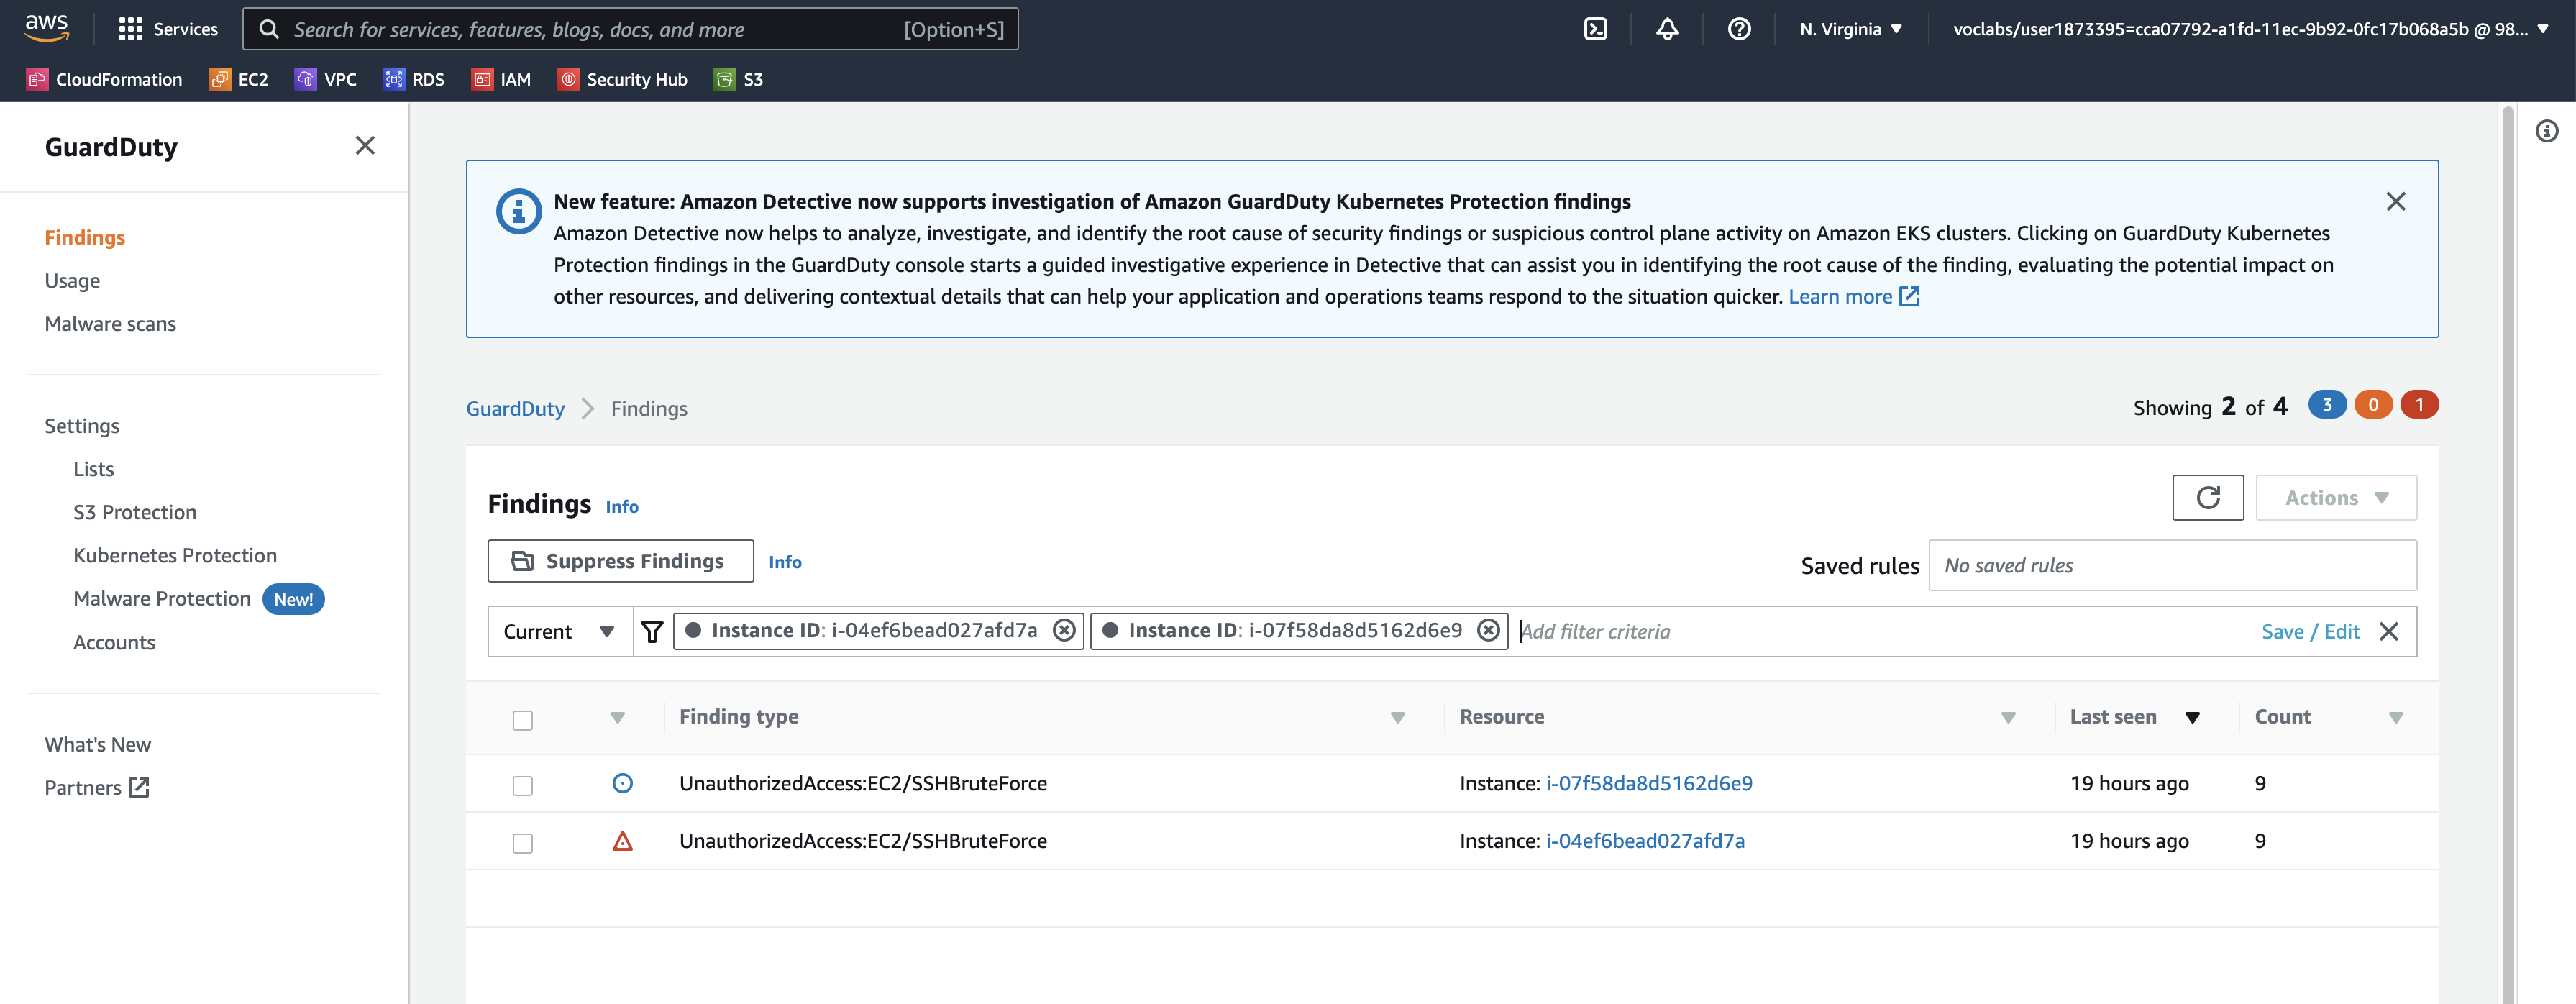 aws
Services
Search for services, features, blogs, docs, and more [Option+S]
N. Virginia
voclabs/user1873395=cca07792-a1fd-11ec-9b92-0fc17b068a5b @ 98...
CloudFormation EC2 VPC RDS IAM Security Hub S3
GuardDuty
Findings
Usage
Malware scans
Settings
Lists
S3 Protection
Kubernetes Protection
Malware Protection New!
Accounts
What's New
Partners
New feature: Amazon Detective now supports investigation of Amazon GuardDuty Kubernetes Protection findings
Amazon Detective now helps to analyze, investigate, and identify the root cause of security findings or suspicious control plane activity on Amazon EKS clusters. Clicking on GuardDuty Kubernetes
Protection findings in the GuardDuty console starts a guided investigative experience in Detective that can assist you in identifying the root cause of the finding, evaluating the potential impact on
other resources, and delivering contextual details that can help your application and operations teams respond to the situation quicker. Learn more
GuardDuty Findings
Showing 2 of 4 3 0 1
Findings Info
Actions
Suppress Findings Info
Saved rules No saved rules
Current Instance ID: i-04ef6bead027afd7a Instance ID: i-07f58da8d5162d6e9 Add filter criteria Save / Edit
Finding type Resource Last seen Count
UnauthorizedAccess:EC2/SSHBruteForce Instance: i-07f58da8d5162d6e9 19 hours ago 9
UnauthorizedAccess:EC2/SSHBruteForce Instance: i-04ef6bead027afd7a 19 hours ago 9